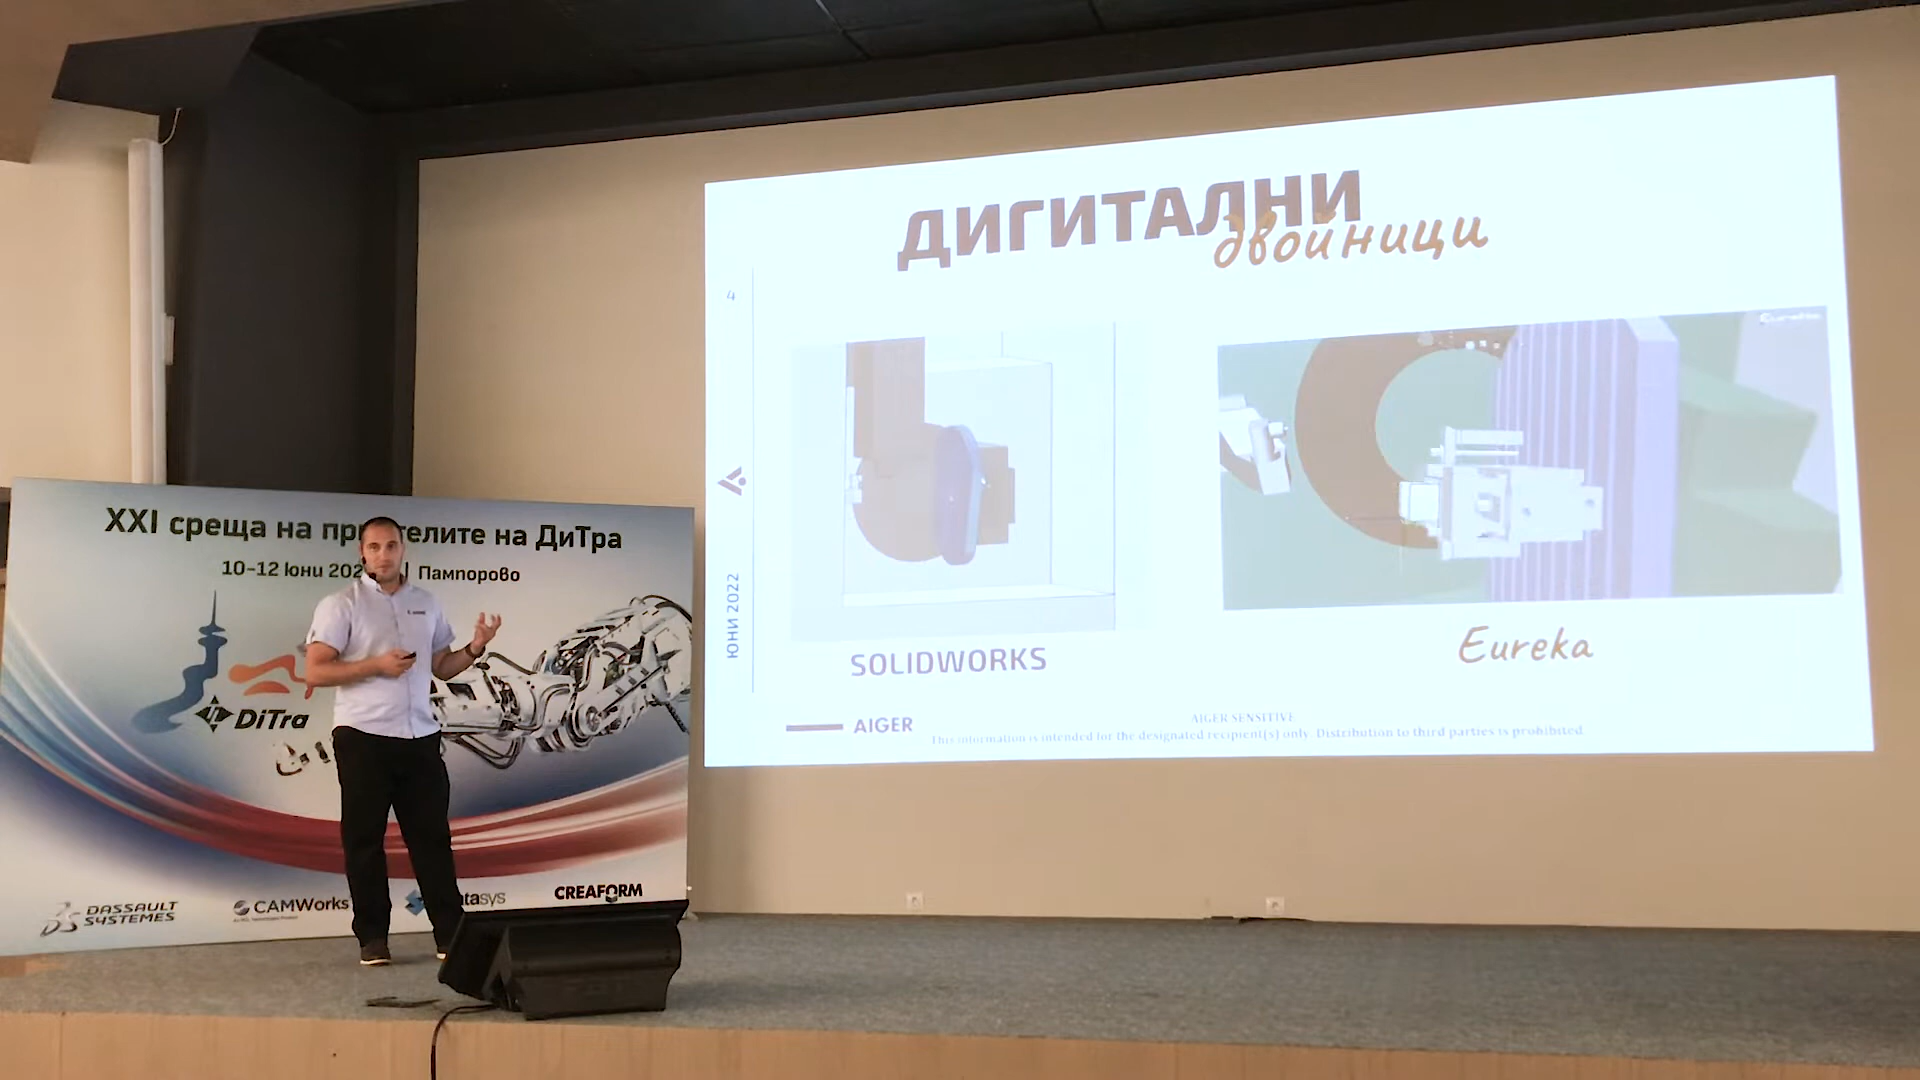 XXI среща на при телите на ДиТра
10-12 Юни 202 | Пампорово
DiTra
DASSAULT
SYSTEMES
CAMWorks
tasys
CREAFORM
ДИГИТАЛНИ
двойници
4
ЮНИ 2022
SOLIDWORKS
Eureka
AIGER
AIGER SENSITIVE
This information is intended for the designated recipient(s) only. Distribution to third parties is prohibited.